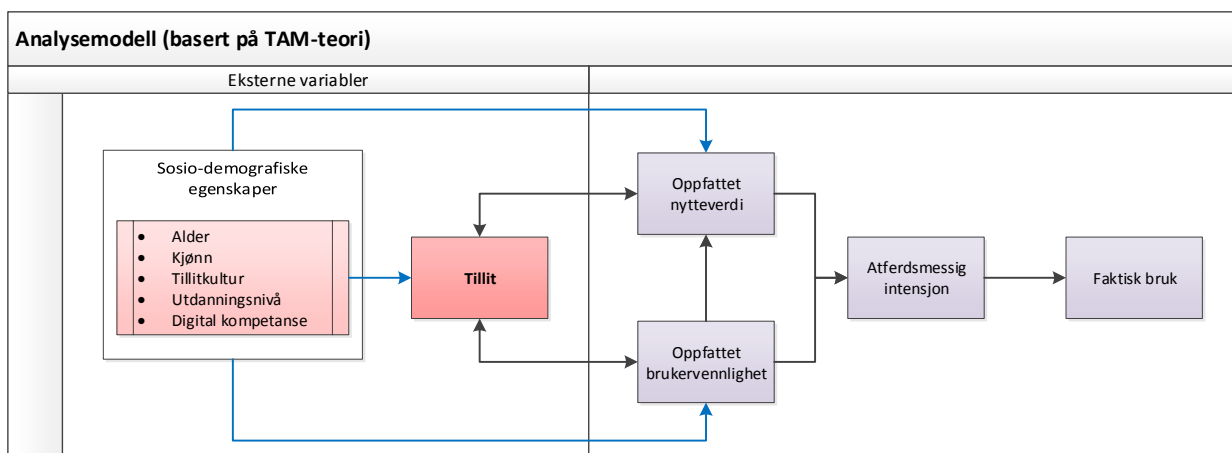 Analysemodell (basert på TAM-teori)
Eksterne variabler
Sosio-demografiske
egenskaper
• Alder
• Kjønn
• Tillitkultur
• Utdanningsnivå
• Digital kompetanse
Tillit
Oppfattet
nytteverdi
Oppfattet
brukervennlighet
Atferdsmessig
intensjon
Faktisk bruk